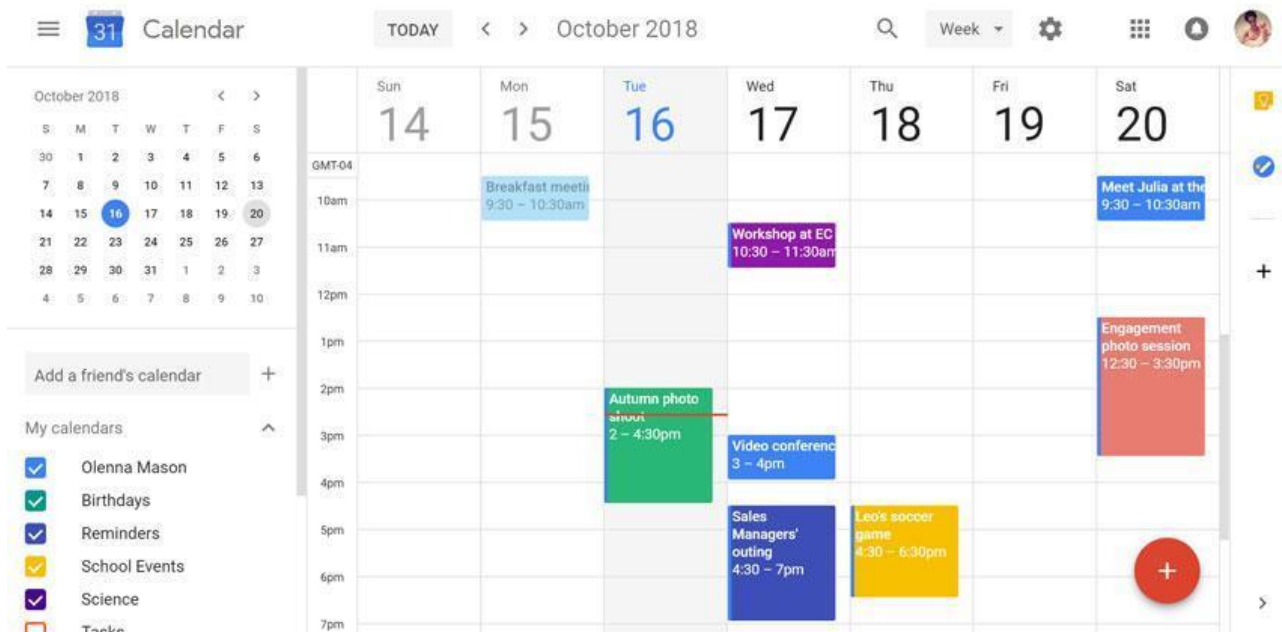 31 Calendar TODAY October 2018 Week
October 2018
S M T W T F S
30 1 2 3 4 5 6
7 8 9 10 11 12 13
14 15 16 17 18 19 20
21 22 23 24 25 26 27
28 29 30 31 1 2 3
4 5 6 7 8 9 10
Add a friend's calendar
My calendars
Olenna Mason
Birthdays
Reminders
School Events
Science
Tasks
Sun Mon Tue Wed Thu Fri Sat
14 15 16 17 18 19 20
GMT-04
10am
11am
12pm
1pm
2pm
3pm
4pm
5pm
6pm
7pm
Breakfast meeti
9:30 – 10:30am
Autumn photo
shoot
2 – 4:30pm
Workshop at EC
10:30 – 11:30am
Video conferenc
3 – 4pm
Sales
Managers'
outing
4:30 – 7pm
Leo's soccer
game
4:30 – 6:30pm
Meet Julia at the
9:30 – 10:30am
Engagement
photo session
12:30 – 3:30pm